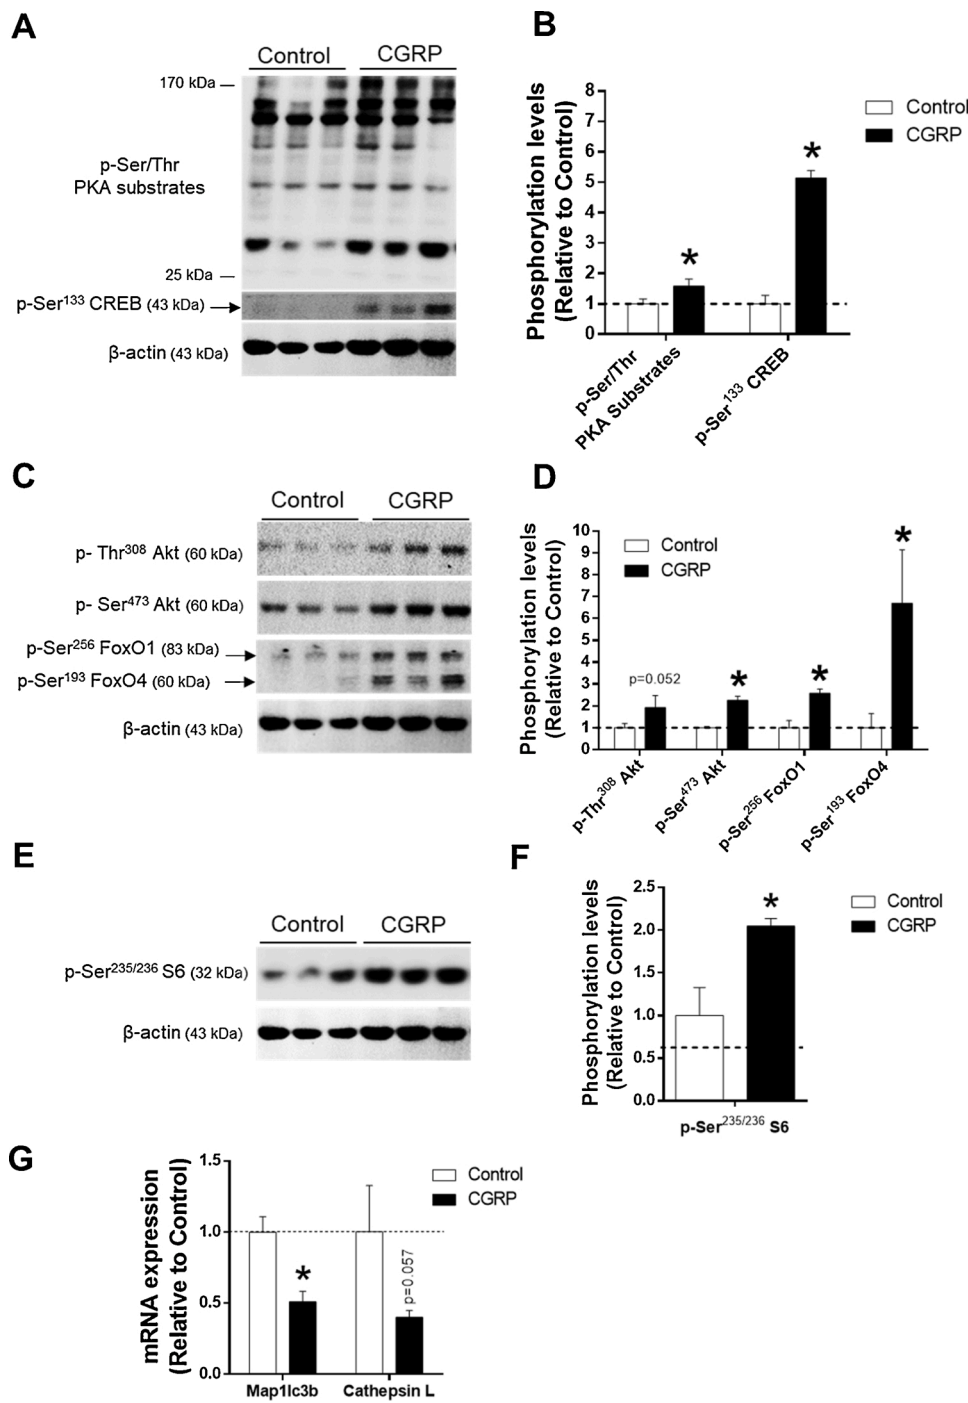 A
Control CGRP
170 kDa
p-Ser/Thr
PKA substrates
25 kDa
p-Ser133 CREB (43 kDa)
β-actin (43 kDa)
B
Phosphorylation levels
(Relative to Control)
8
7
6
5
4
3
2
1
0
Control
CGRP
*
*
p-Ser/Thr
PKA Substrates
p-Ser133 CREB
C
Control CGRP
p- Thr308 Akt (60 kDa)
p- Ser473 Akt (60 kDa)
p-Ser256 FoxO1 (83 kDa)
p-Ser193 FoxO4 (60 kDa)
β-actin (43 kDa)
D
Phosphorylation levels
(Relative to Control)
10
9
8
7
6
5
4
3
2
1
0
Control
CGRP
p=0.052
*
*
*
p-Thr308 Akt
p-Ser473 Akt
p-Ser256 FoxO1
p-Ser193 FoxO4
E
Control CGRP
p-Ser235/236 S6 (32 kDa)
β-actin (43 kDa)
F
Phosphorylation levels
(Relative to Control)
2.5
2.0
1.5
1.0
0.5
0.0
*
Control
CGRP
p-Ser235/236 S6
G
mRNA expression
(Relative to Control)
1.5
1.0
0.5
0.0
Control
CGRP
*
p=0.057
Map1lc3b Cathepsin L